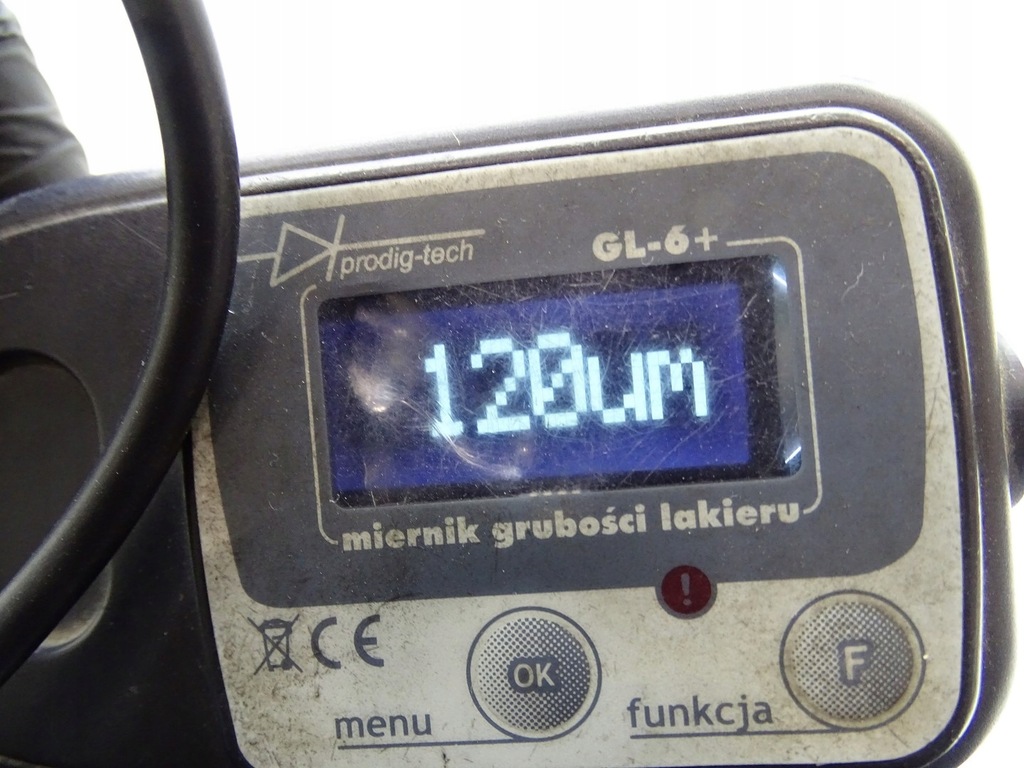 prodig-tech
GL-6+
120um
miernik grubości lakieru
!
CE
OK
F
menu
funkcja